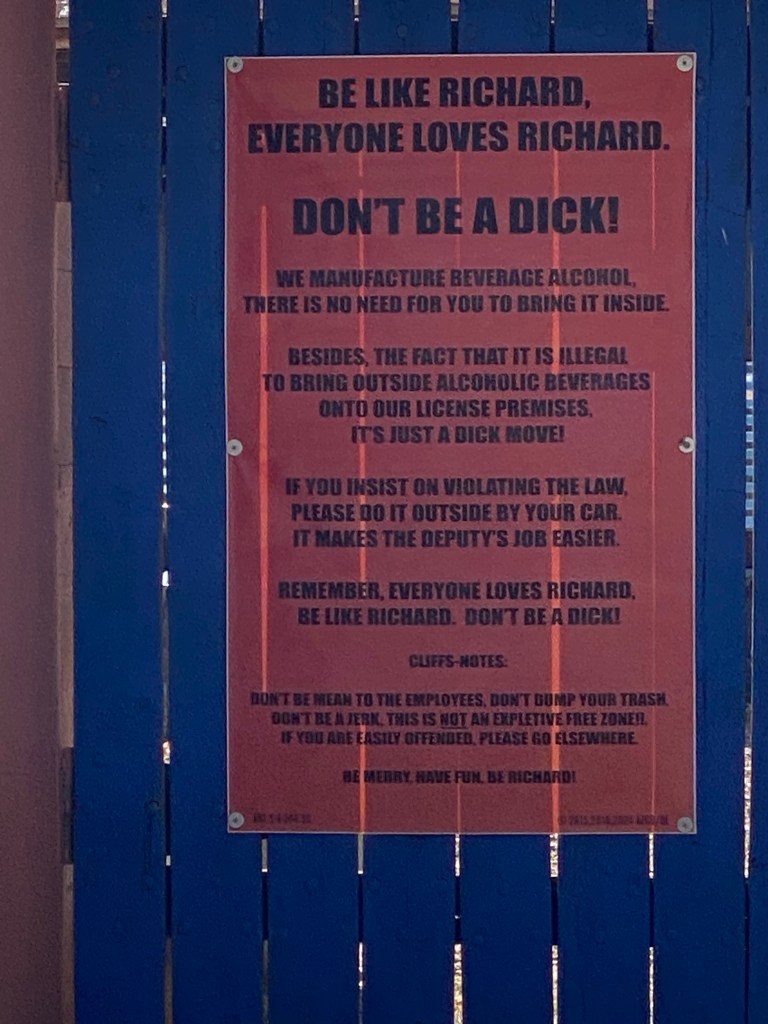 BE LIKE RICHARD,
EVERYONE LOVES RICHARD.
DON'T BE A DICK!
WE MANUFACTURE BEVERAGE ALCOHOL,
THERE IS NO NEED FOR YOU TO BRING IT INSIDE.
BESIDES, THE FACT THAT IT IS ILLEGAL
TO BRING OUTSIDE ALCOHOLIC BEVERAGES
ONTO OUR LICENSE PREMISES,
IT'S JUST A DICK MOVE!
IF YOU INSIST ON VIOLATING THE LAW,
PLEASE DO IT OUTSIDE BY YOUR CAR.
IT MAKES THE DEPUTY'S JOB EASIER.
REMEMBER, EVERYONE LOVES RICHARD,
BE LIKE RICHARD. DON'T BE A DICK!
CLIFFS-NOTES:
DON'T BE MEAN TO THE EMPLOYEES, DON'T DUMP YOUR TRASH.
DON'T BE A JERK, THIS IS NOT AN EXPLETIVE FREE ZONE!!.
IF YOU ARE EASILY OFFENDED, PLEASE GO ELSEWHERE.
BE MERRY, HAVE FUN, BE RICHARD!